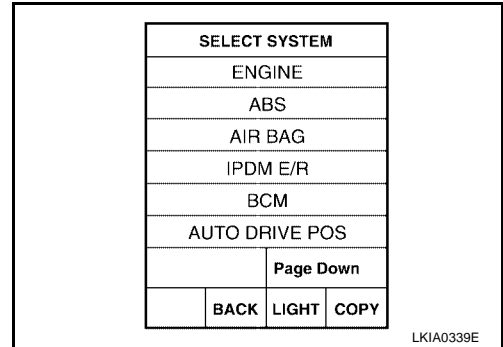 SELECT SYSTEM
ENGINE
ABS
AIR BAG
IPDM E/R
BCM
AUTO DRIVE POS
Page Down
BACK LIGHT COPY
LKIA0339E